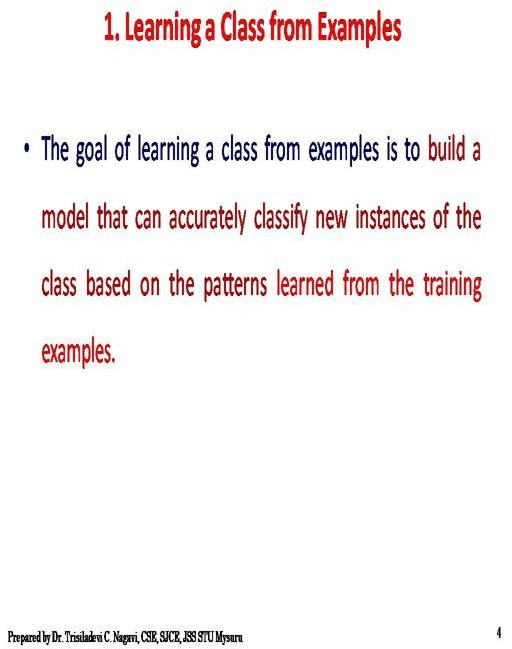 1. Learning a Class from Examples
• The goal of learning a class from examples is to build a
model that can accurately classify new instances of the
class based on the patterns learned from the training
examples.
Prepared by Dr. Trisiladevi C. Nagavi, CSE, SJCE, JSS STU Mysuru
4